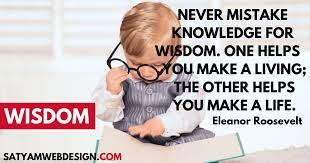 NEVER MISTAKE
KNOWLEDGE FOR
WISDOM. ONE HELPS
YOU MAKE A LIVING;
THE OTHER HELPS
YOU MAKE A LIFE.
Eleanor Roosevelt
WISDOM
SATYAMWEBDESIGN.COM